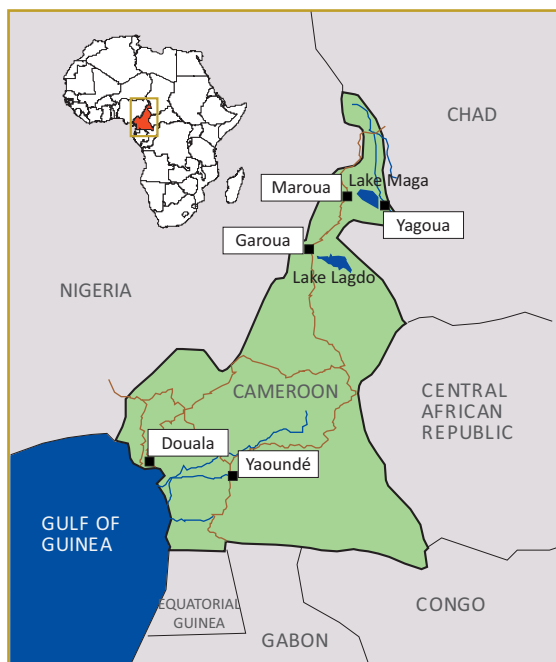 CHAD
Lake Maga
Maroua
Yagoua
Garoua
Lake Lagdo
NIGERIA
CAMEROON
CENTRAL
AFRICAN
REPUBLIC
Douala
Yaoundé
GULF OF
GUINEA
EQUATORIAL
GUINEA
CONGO
GABON